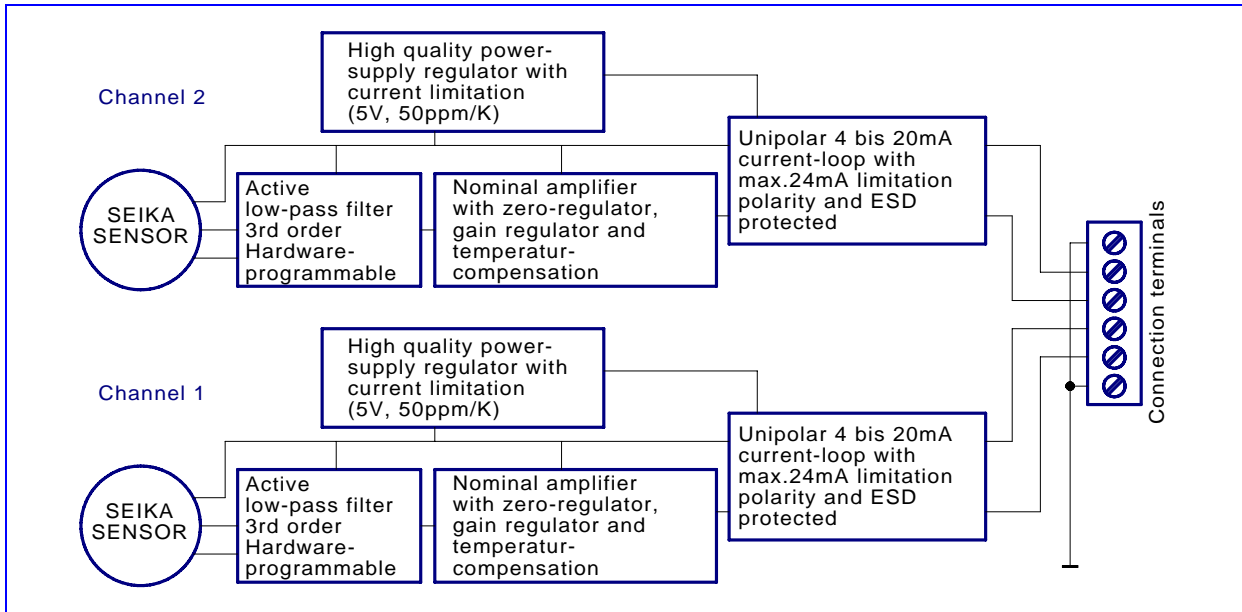 Channel 2
High quality power-
supply regulator with
current limitation
(5V, 50ppm/K)
SEIKA
SENSOR
Active
low-pass filter
3rd order
Hardware-
programmable
Nominal amplifier
with zero-regulator,
gain regulator and
temperatur-
compensation
Unipolar 4 bis 20mA
current-loop with
max.24mA limitation
polarity and ESD
protected
Channel 1
High quality power-
supply regulator with
current limitation
(5V, 50ppm/K)
SEIKA
SENSOR
Active
low-pass filter
3rd order
Hardware-
programmable
Nominal amplifier
with zero-regulator,
gain regulator and
temperatur-
compensation
Unipolar 4 bis 20mA
current-loop with
max.24mA limitation
polarity and ESD
protected
Connection terminals